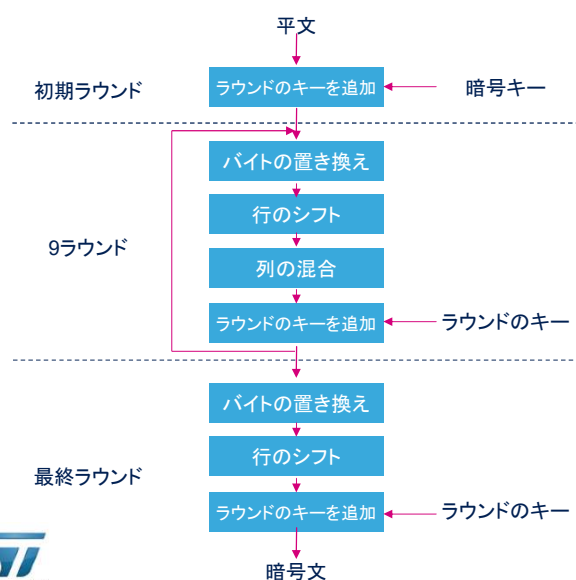 平文
初期ラウンド
ラウンドのキーを追加
暗号キー
バイトの置き換え
行のシフト
9ラウンド
列の混合
ラウンドのキーを追加
ラウンドのキー
バイトの置き換え
行のシフト
最終ラウンド
ラウンドのキーを追加
ラウンドのキー
暗号文